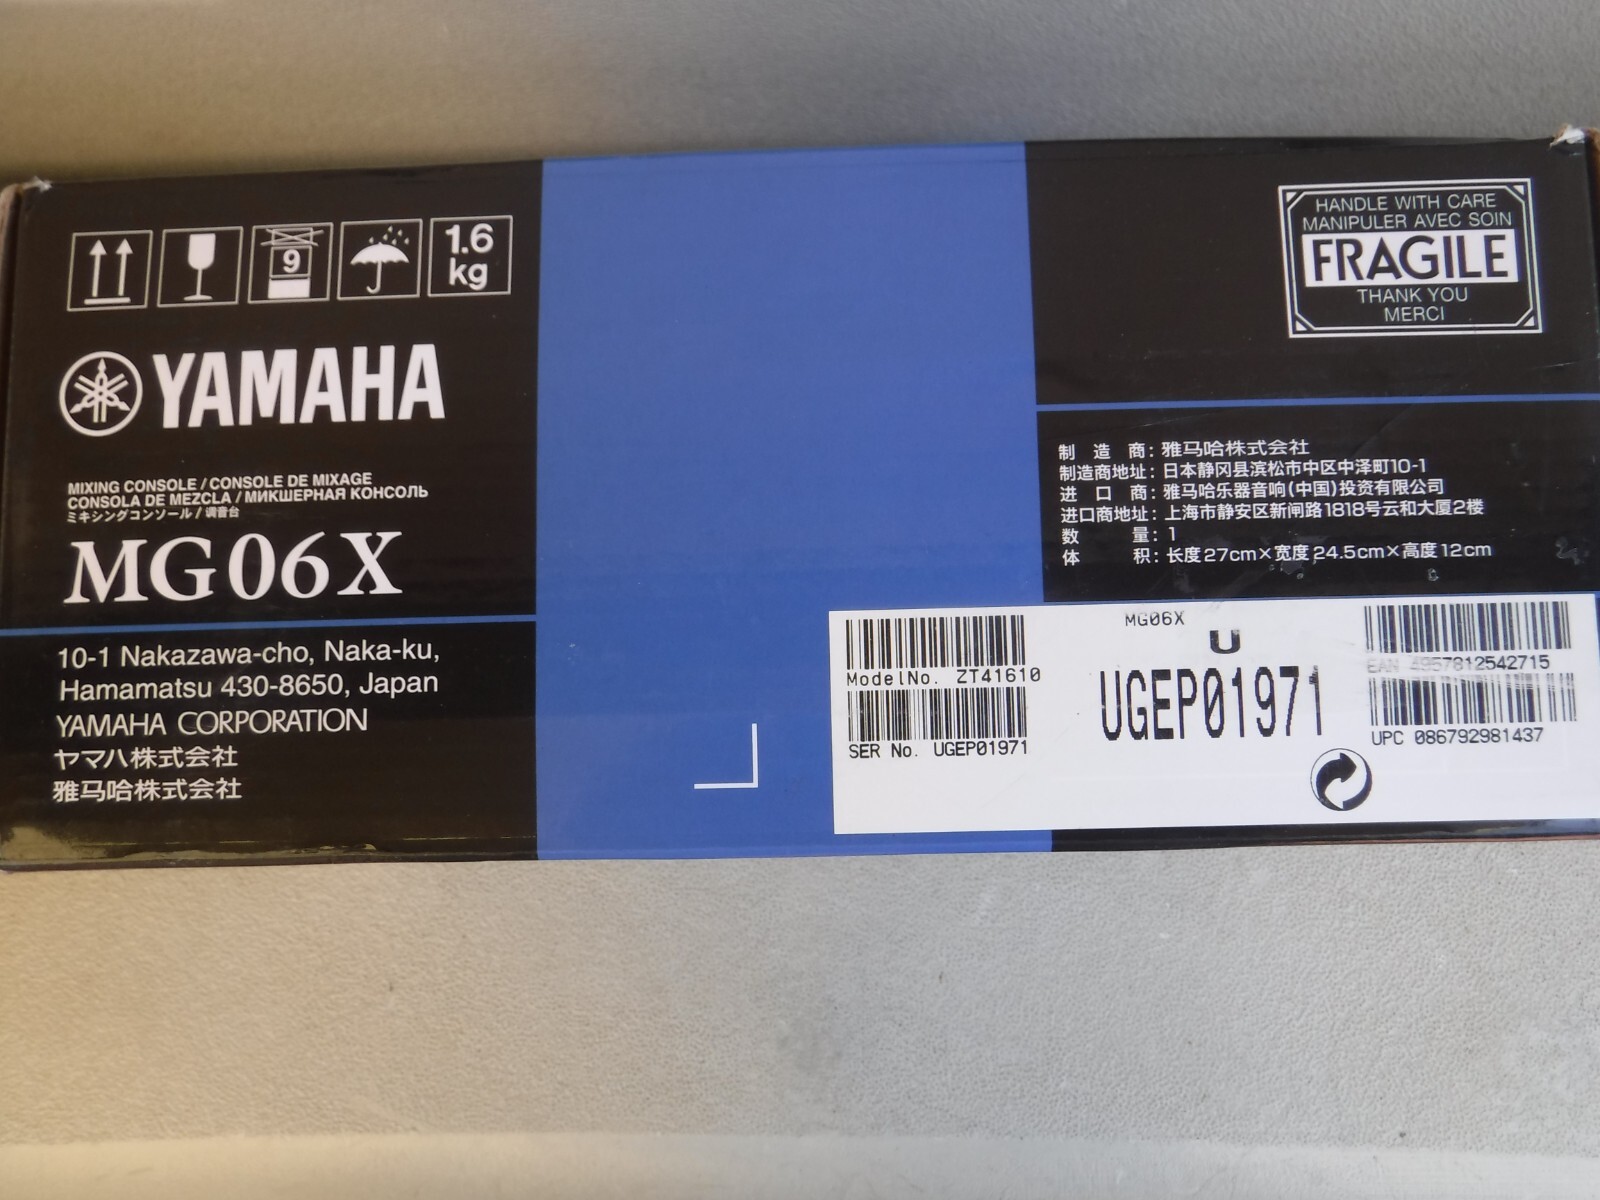 9
1.6
kg
YAMAHA
MIXING CONSOLE / CONSOLE DE MIXAGE
CONSOLA DE MEZCLA / МИКШЕРНАЯ КОНСОЛЬ
ミキシングコンソール / 调音台
MG06X
10-1 Nakazawa-cho, Naka-ku,
Hamamatsu 430-8650, Japan
YAMAHA CORPORATION
ヤマハ株式会社
雅马哈株式会社
HANDLE WITH CARE
MANIPULER AVEC SOIN
FRAGILE
THANK YOU
MERCI
制 造 商: 雅马哈株式会社
制造商地址: 日本静冈县滨松市中区中泽町10-1
进 口 商: 雅马哈乐器音响(中国)投资有限公司
进口商地址: 上海市静安区新闸路1818号云和大厦2楼
数 量: 1
体 积: 长度27cm×宽度24.5cm×高度12cm
ModelNo. ZT41610
SER No. UGEP01971
MG06X
U
UGEP01971
EAN 4957812542715
UPC 086792981437